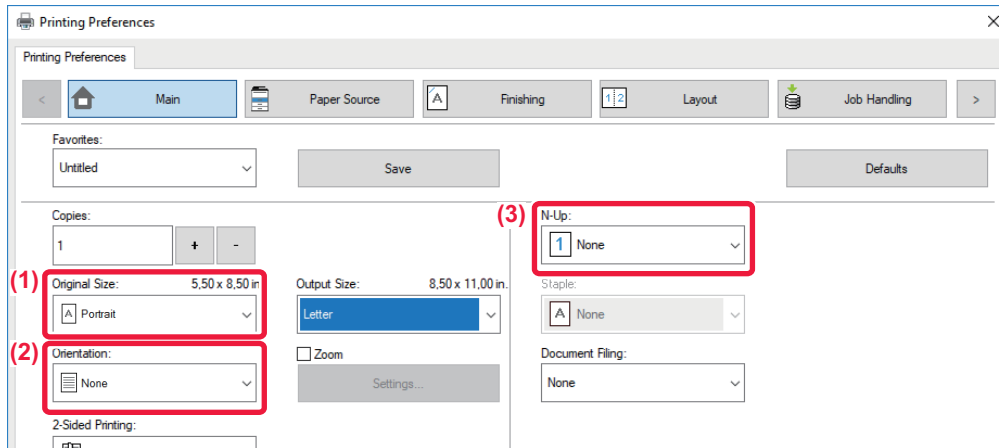 Printing Preferences
Printing Preferences
< Main Paper Source Finishing Layout Job Handling >
Favorites:
Untitled Save Defaults
Copies: (3) N-Up:
1 + - 1 None
(1) Original Size: 5,50 x 8,50 in Output Size: 8,50 x 11,00 in. Staple:
A Portrait Letter A None
(2) Orientation: Zoom Document Filing:
None Settings... None
2-Sided Printing: